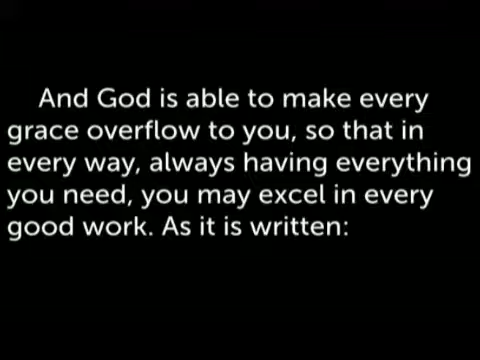 And God is able to make every
grace overflow to you, so that in
every way, always having everything
you need, you may excel in every
good work. As it is written: